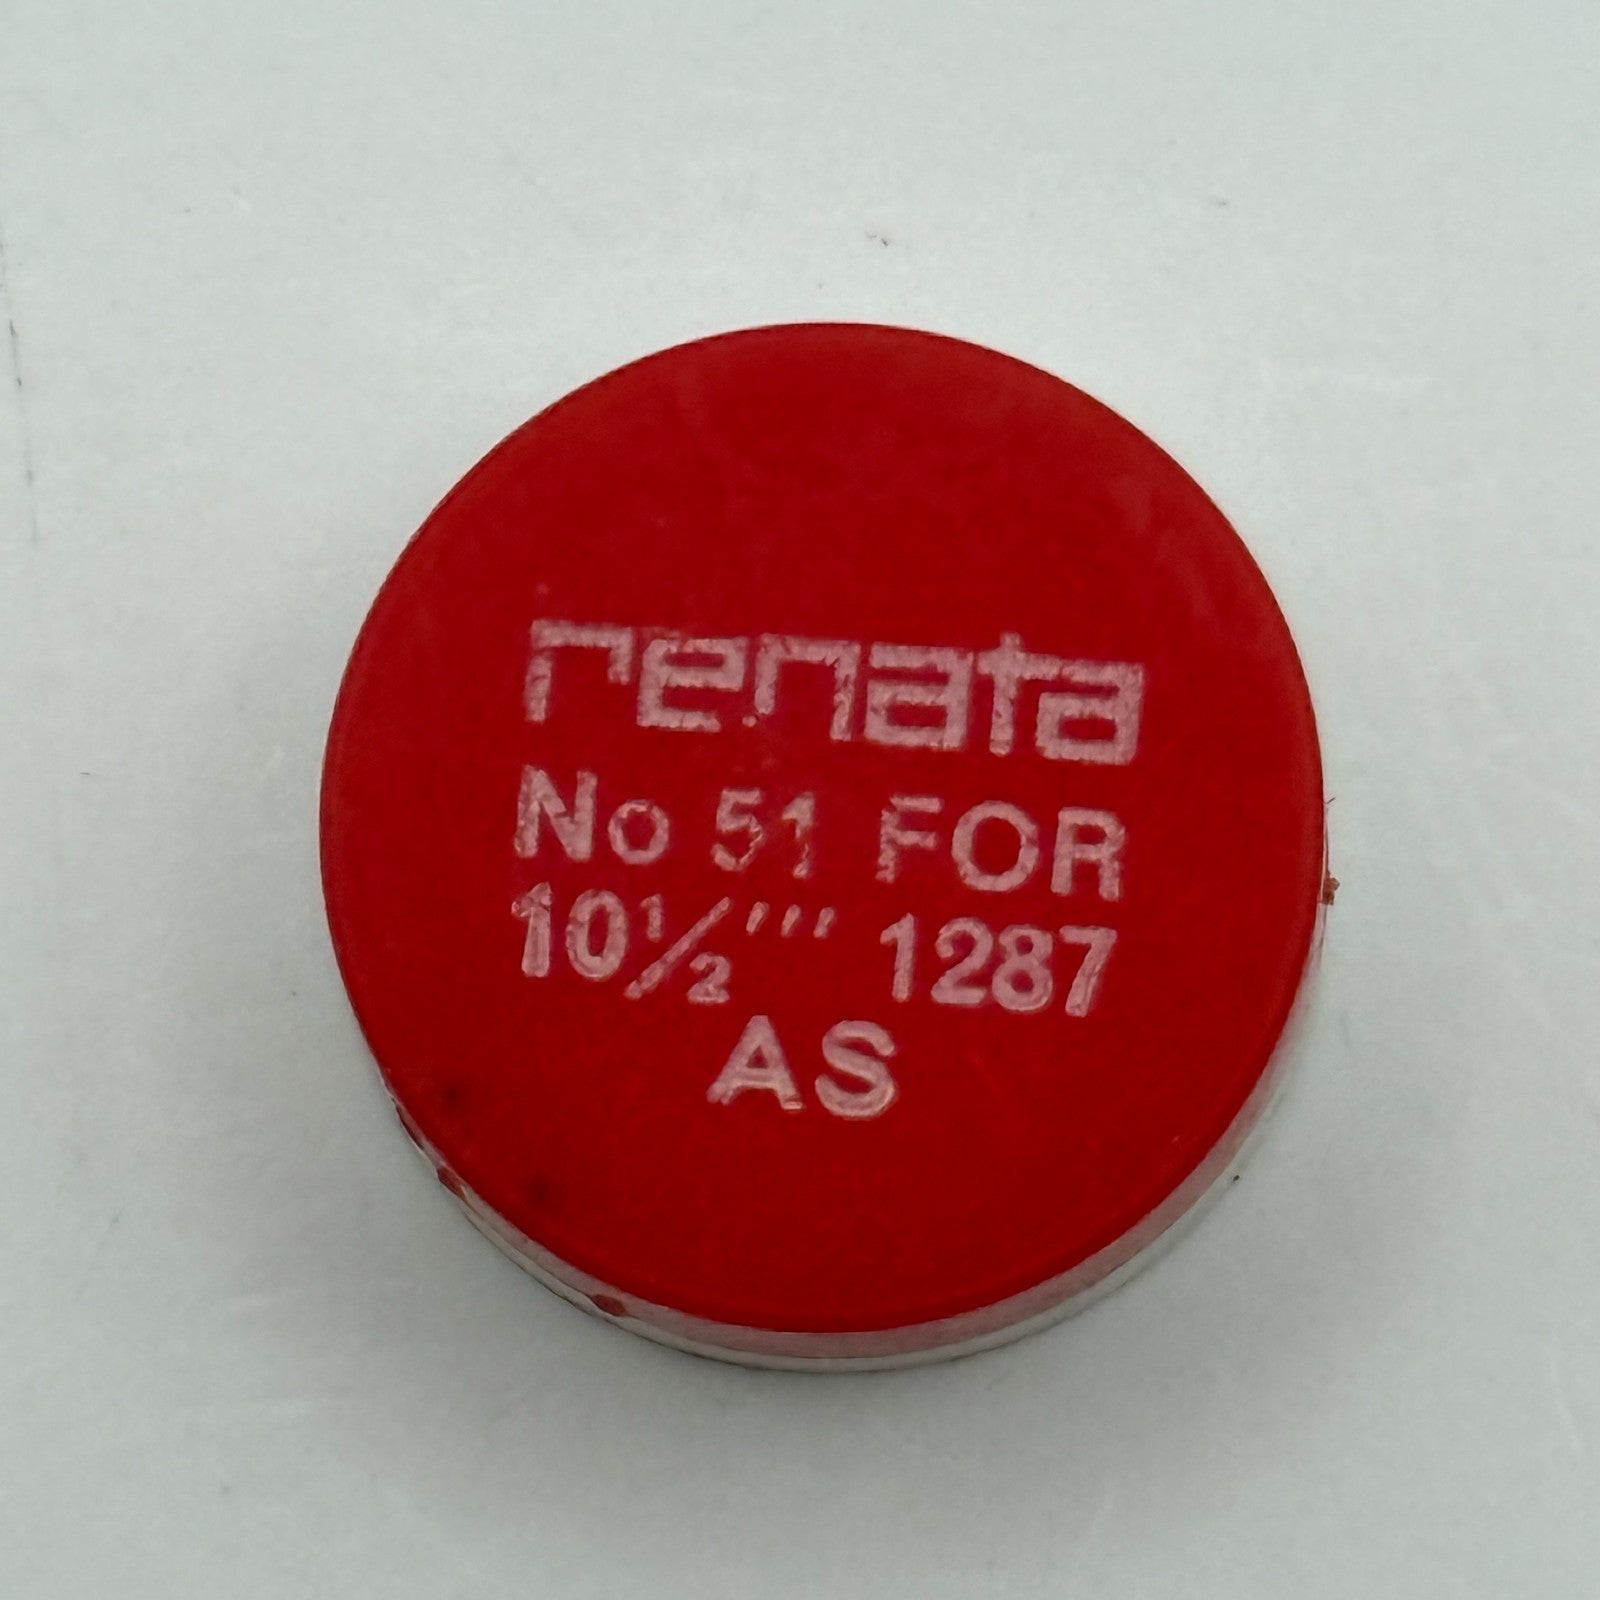 renata
No 51 FOR
10½''' 1287
AS